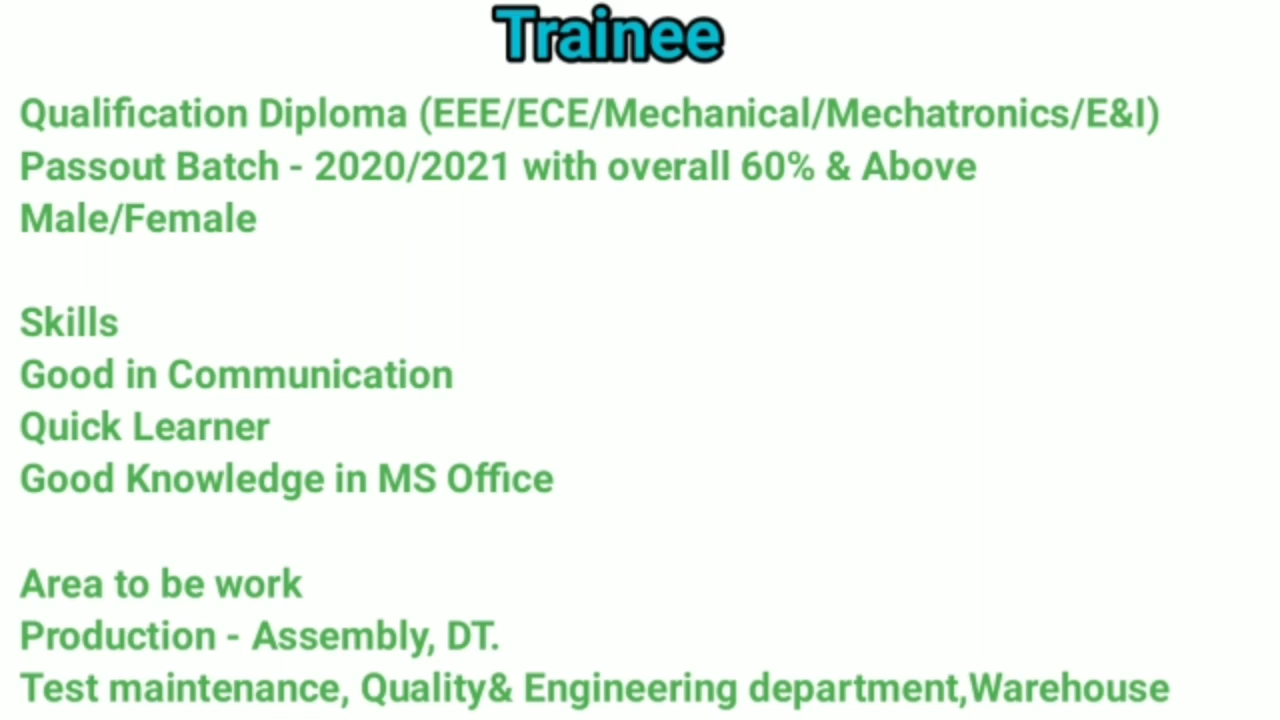 Trainee
Qualification Diploma (EEE/ECE/Mechanical/Mechatronics/E&I)
Passout Batch - 2020/2021 with overall 60% & Above
Male/Female
Skills
Good in Communication
Quick Learner
Good Knowledge in MS Office
Area to be work
Production - Assembly, DT.
Test maintenance, Quality& Engineering department,Warehouse